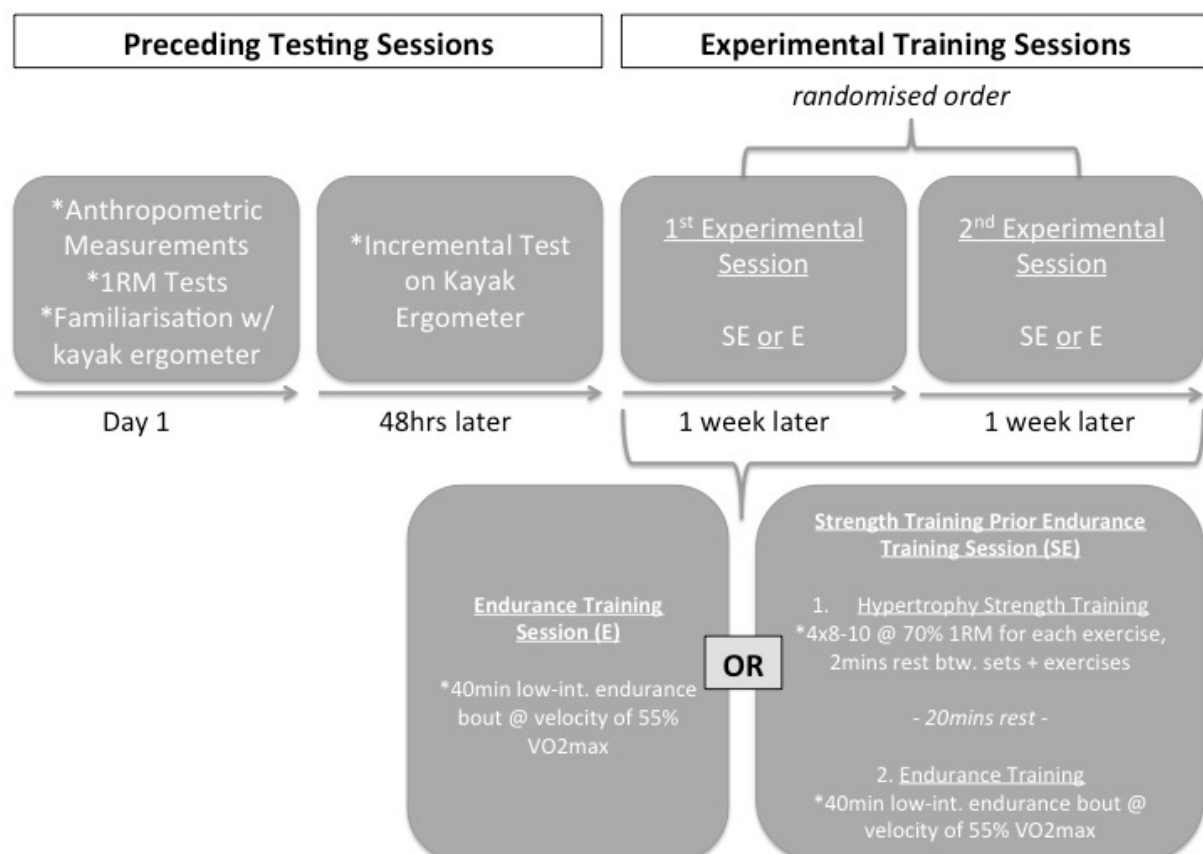 Preceding Testing Sessions
Experimental Training Sessions
randomised order
*Anthropometric
Measurements
*1RM Tests
*Familiarisation w/
kayak ergometer
*Incremental Test
on Kayak
Ergometer
1st Experimental
Session
SE or E
2nd Experimental
Session
SE or E
Day 1
48hrs later
1 week later
1 week later
Endurance Training
Session (E)
*40min low-int. endurance
bout @ velocity of 55%
VO2max
OR
Strength Training Prior Endurance
Training Session (SE)
1. Hypertrophy Strength Training
*4x8-10 @ 70% 1RM for each exercise,
2mins rest btw. sets + exercises
- 20mins rest -
2. Endurance Training
*40min low-int. endurance bout @
velocity of 55% VO2max